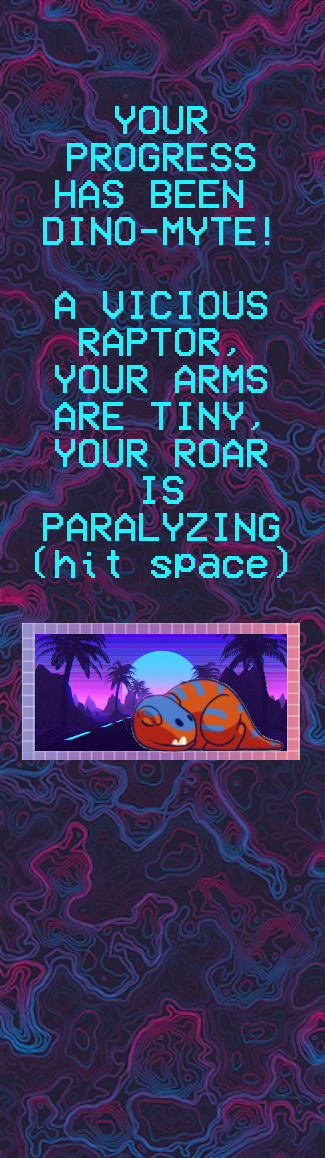 YOUR
PROGRESS
HAS BEEN
DINO-MYTE!
A VICIOUS
RAPTOR,
YOUR ARMS
ARE TINY,
YOUR ROAR
IS
PARALYZING
(hit space)